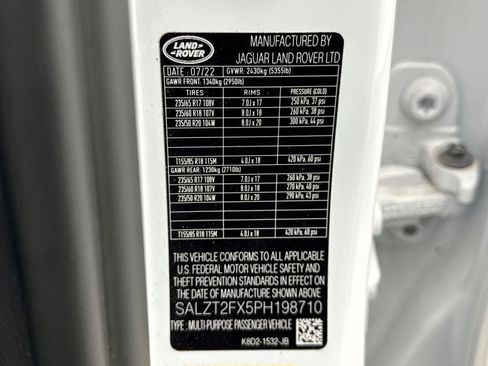 LAND-
-ROVER
MANUFACTURED BY
JAGUAR LAND ROVER LTD
DATE : 07/22 GVWR: 2430kg (5355lb)
GAWR FRONT: 1340kg (2950lb)
TIRES RIMS PRESSURE (COLD)
235/65 R17 108V 7.0J x 17 250 kPa, 37 psi
235/60 R18 107V 8.0J x 18 260 kPa, 38 psi
235/50 R20 104W 8.0J x 20 300 kPa, 44 psi
T155/85 R18 115M 4.0J x 18 420 kPa, 60 psi
GAWR REAR: 1230kg (2710lb)
235/65 R17 108V 7.0J x 17 260 kPa, 38 psi
235/60 R18 107V 8.0J x 18 270 kPa, 40 psi
235/50 R20 104W 8.0J x 20 290 kPa, 43 psi
T155/85 R18 115M 4.0J x 18 420 kPa, 60 psi
THIS VEHICLE CONFORMS TO ALL APPLICABLE
U.S. FEDERAL MOTOR VEHICLE SAFETY AND
THEFT PREVENTION STANDARDS IN EFFECT ON
THE DATE OF MANUFACTURE SHOWN ABOVE.
SALZT2FX5PH198710
TYPE : MULTI-PURPOSE PASSENGER VEHICLE
K8D2-1532-JB